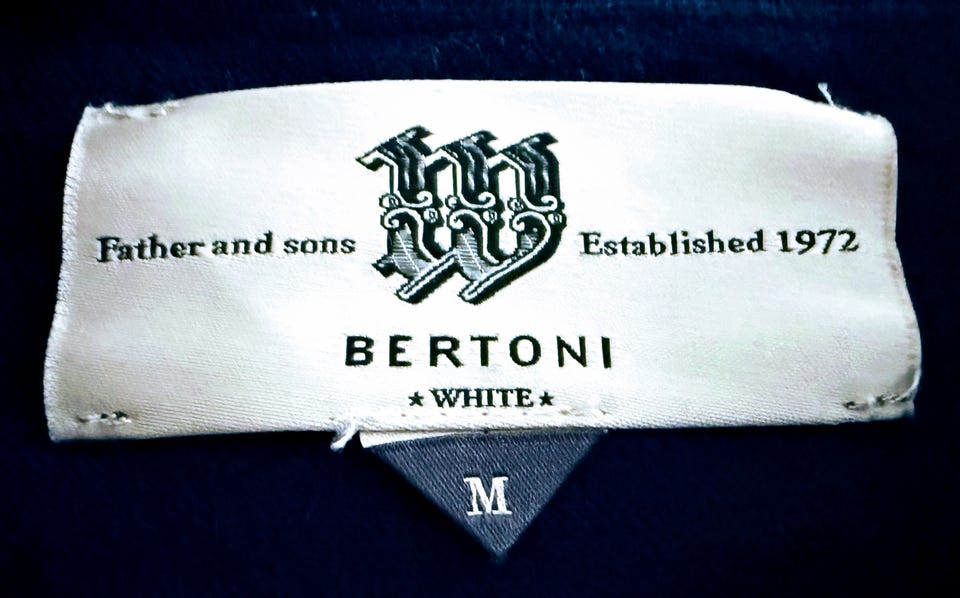 W
Father and sons Established 1972
BERTONI
★ WHITE ★
M